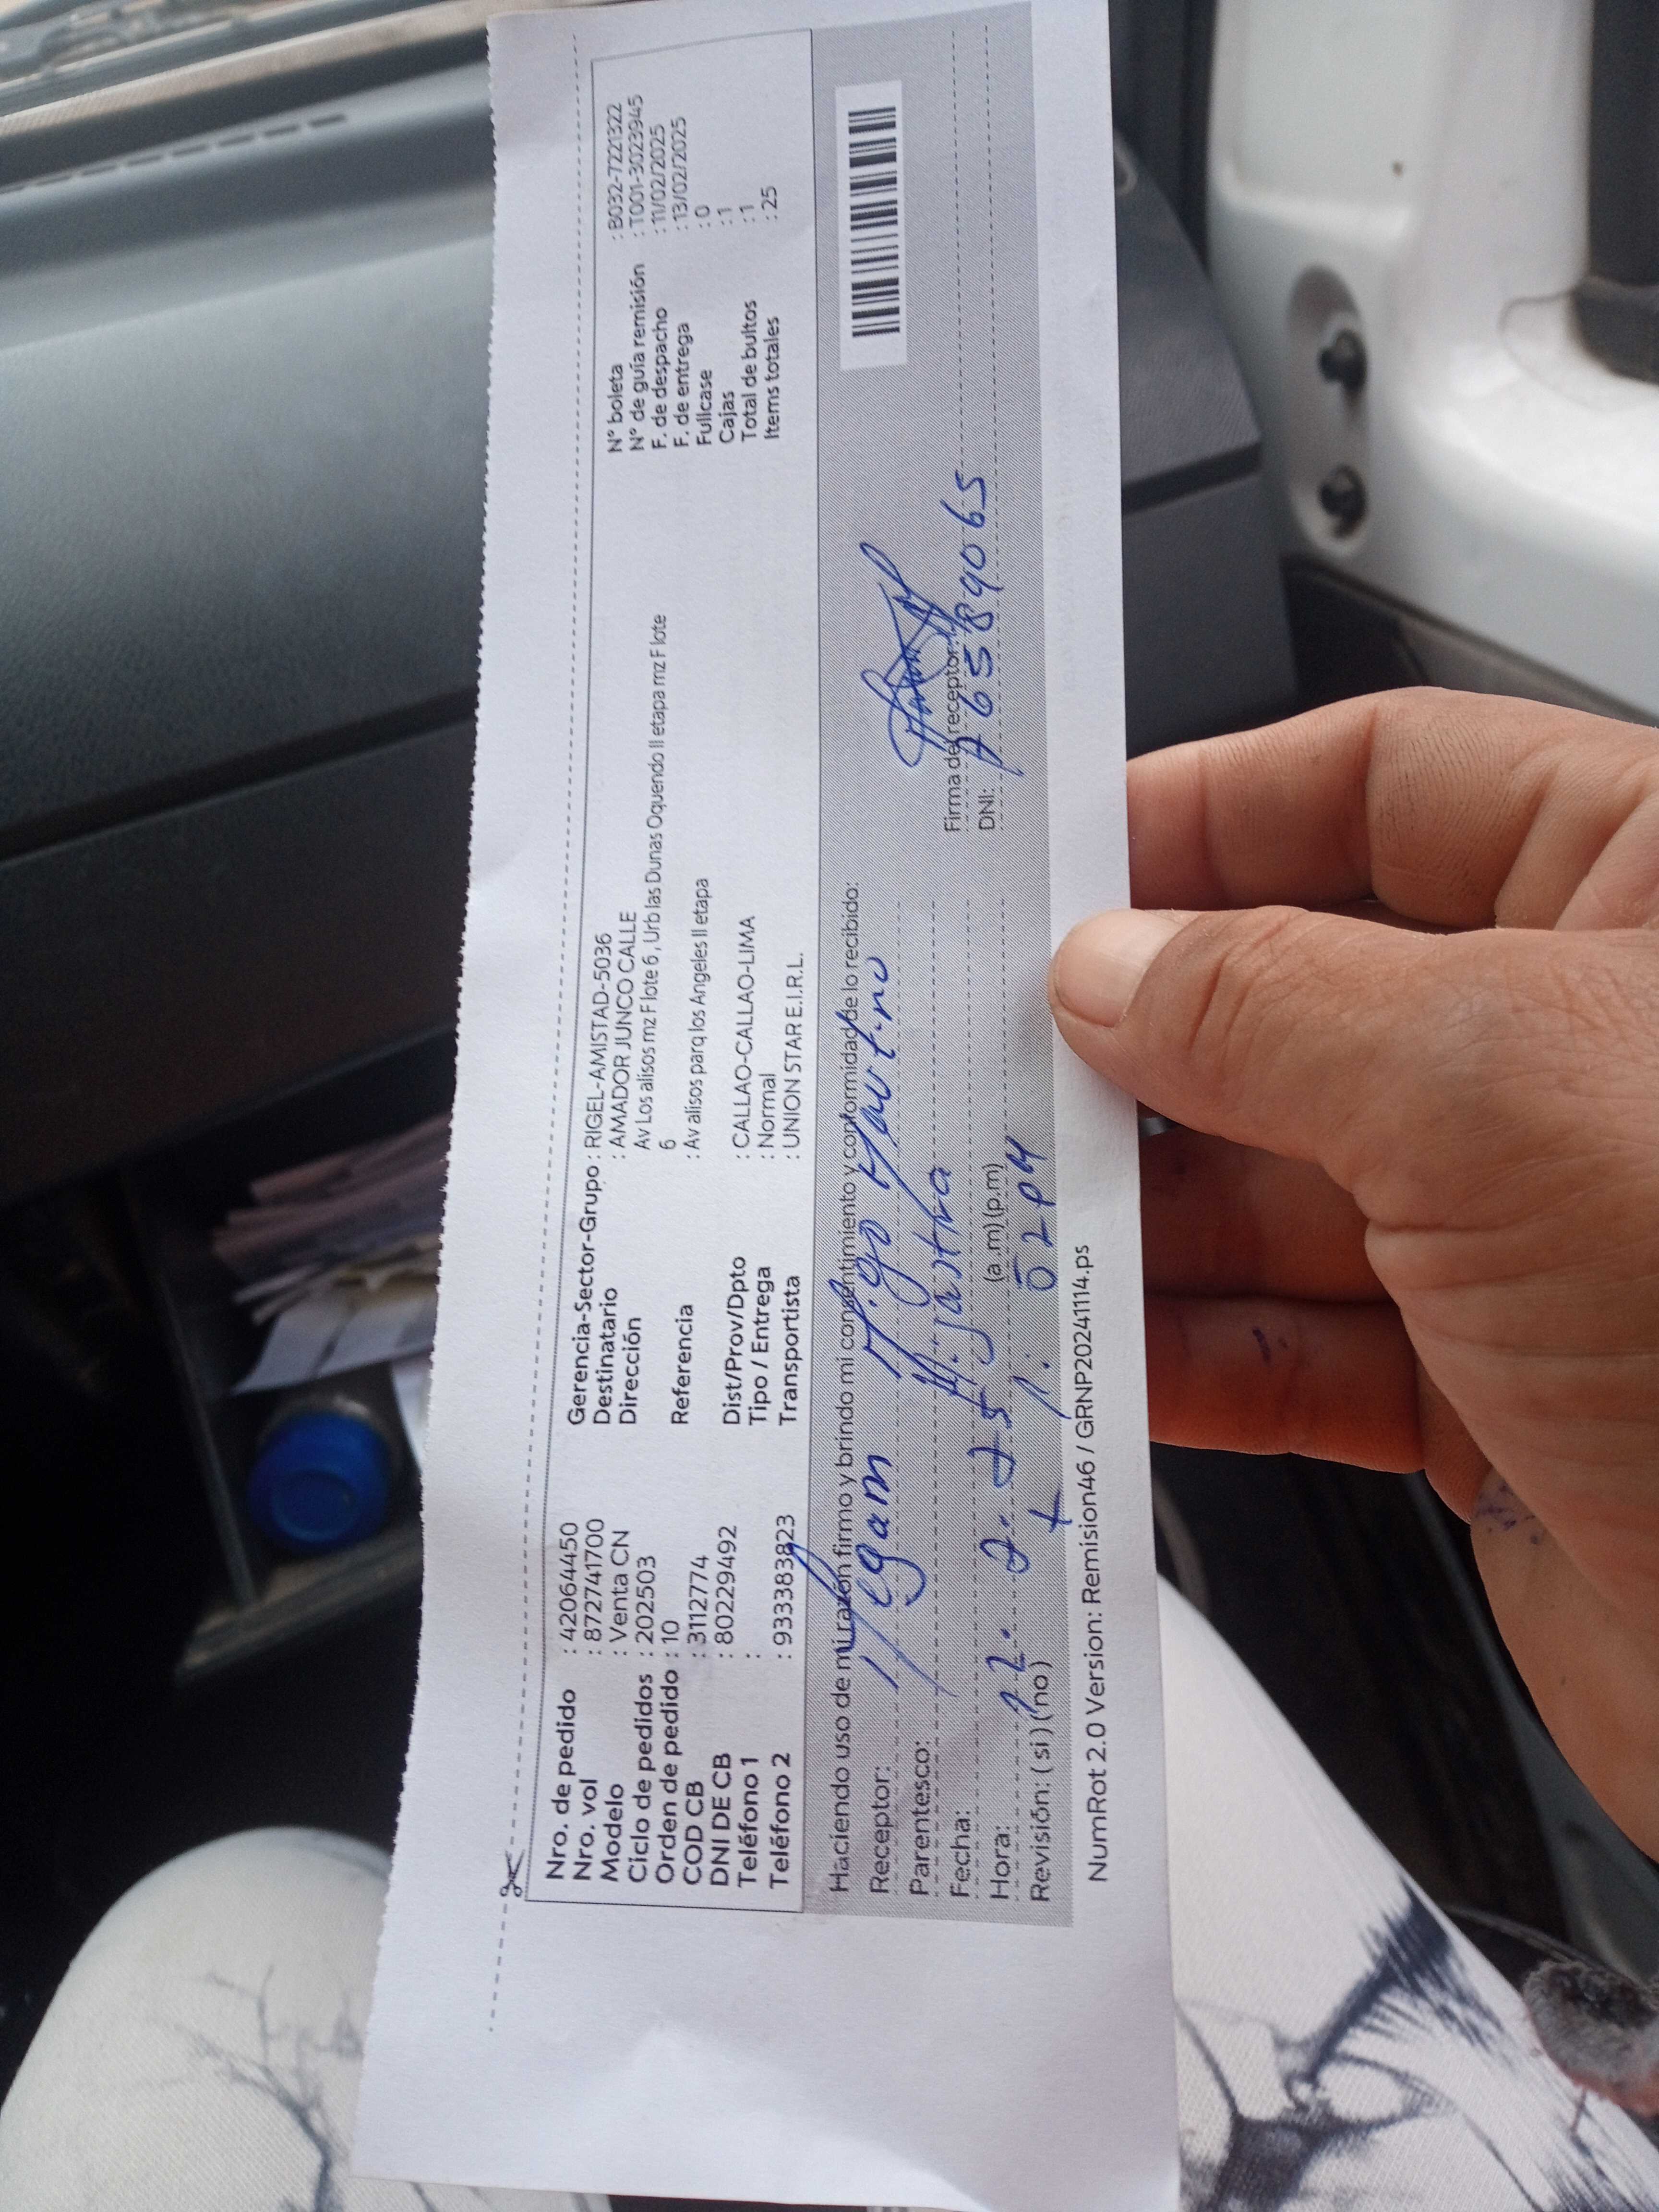 Nro. de pedido : 42064450
Nro. vol : 8727741700
Modelo : Venta CN
Ciclo de pedidos : 202503
Orden de pedido : 10
COD CB : 3112774
DNI DE CB : 80229492
Teléfono 1 :
Teléfono 2 : 933383823
Gerencia-Sector-Grupo : RIGEL-AMISTAD-5036
Destinatario : AMADOR JUNCO CALLE
Dirección Av Los alisos mz F lote 6 , Urb las Dunas Oquendo II etapa mz F lote
6
Referencia : Av alisos parq los Angeles II etapa
Dist/Prov/Dpto : CALLAO-CALLAO-LIMA
Tipo / Entrega : Normal
Transportista : UNION STAR E.I.R.L.
N° boleta : B032-7221322
N° de guía remisión : T001-30239945
F. de despacho : 11/02/2025
F. de entrega : 13/02/2025
Fullcase : 0
Cajas : 1
Total de bultos : 1
Items totales : 25
Haciendo uso de mi razón firmo y brindo mi consentimiento y conformidad de lo recibido:
Receptor:
Parentesco:
Fecha: 12. 2. 25
Hora: (a.m)(p.m)
Revisión: ( si ) ( no )
Firma del receptor:
DNI:
NumRot 2.0 Version: Remision46 / GRNP20241114.ps